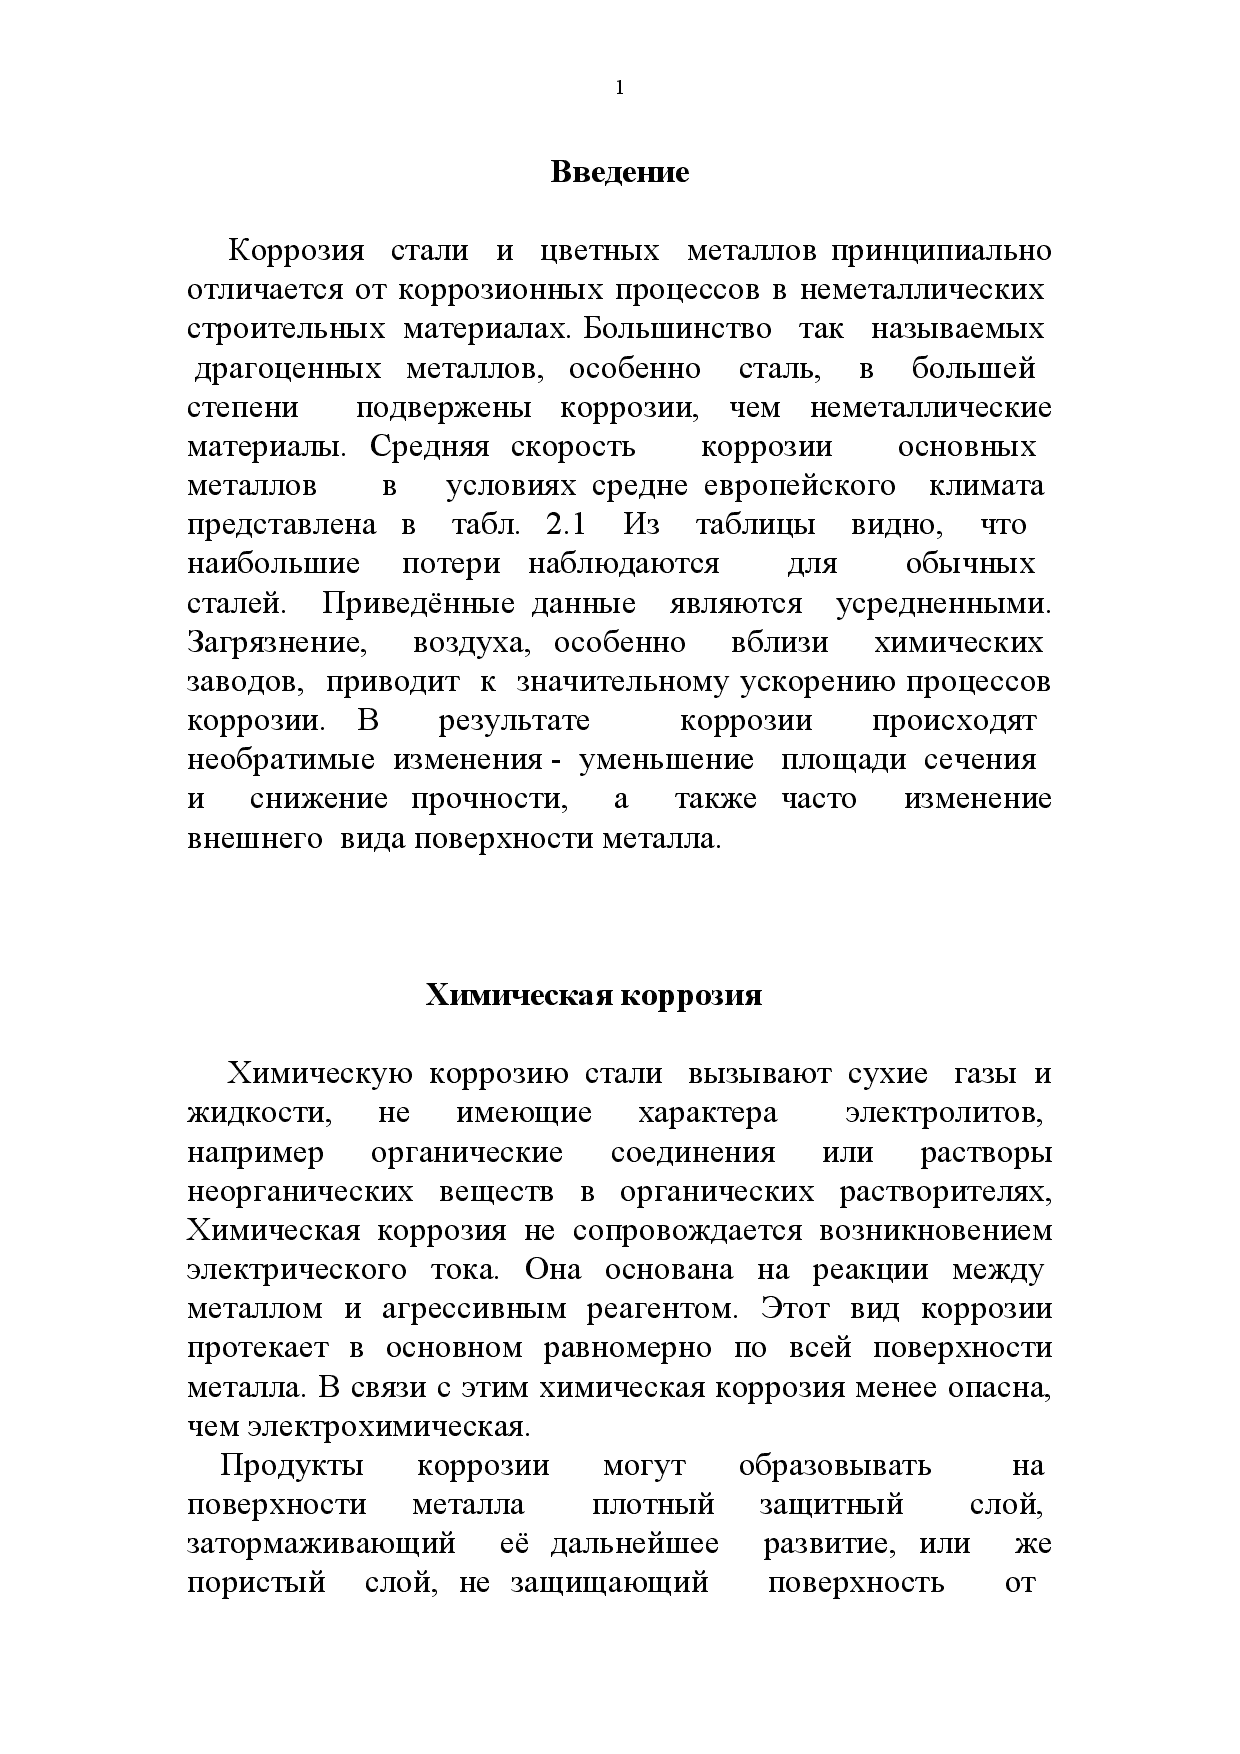 1
Введение
Коррозия стали и цветных металлов принципиально
отличается от коррозионных процессов в неметаллических
строительных материалах. Большинство так называемых
драгоценных металлов, особенно сталь, в большей
степени подвержены коррозии, чем неметаллические
материалы. Средняя скорость коррозии основных
металлов в условиях средне европейского климата
представлена в табл. 2.1 Из таблицы видно, что
наибольшие потери наблюдаются для обычных
сталей. Приведённые данные являются усредненными.
Загрязнение, воздуха, особенно вблизи химических
заводов, приводит к значительному ускорению процессов
коррозии. В результате коррозии происходят
необратимые изменения - уменьшение площади сечения
и снижение прочности, а также часто изменение
внешнего вида поверхности металла.
Химическая коррозия
Химическую коррозию стали вызывают сухие газы и
жидкости, не имеющие характера электролитов,
например органические соединения или растворы
неорганических веществ в органических растворителях,
Химическая коррозия не сопровождается возникновением
электрического тока. Она основана на реакции между
металлом и агрессивным реагентом. Этот вид коррозии
протекает в основном равномерно по всей поверхности
металла. В связи с этим химическая коррозия менее опасна,
чем электрохимическая.
Продукты коррозии могут образовывать на
поверхности металла плотный защитный слой,
затормаживающий её дальнейшее развитие, или же
пористый слой, не защищающий поверхность от